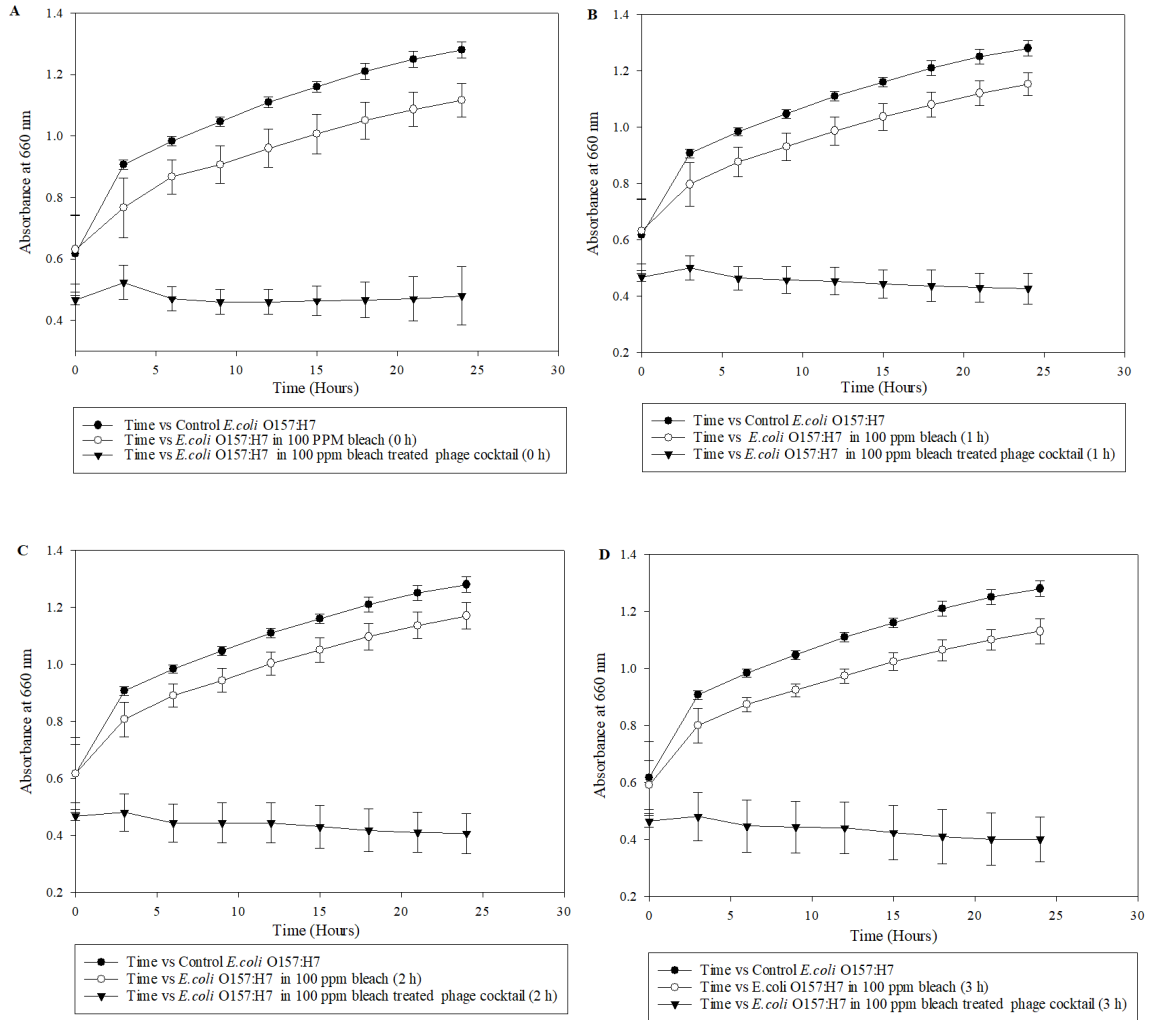 A
1.4
1.2
1.0
0.8
0.6
0.4
Absorbance at 660 nm
0 5 10 15 20 25 30
Time (Hours)
Time vs Control E.coli O157:H7
Time vs E.coli O157:H7 in 100 PPM bleach (0 h)
Time vs E.coli O157:H7 in 100 ppm bleach treated phage cocktail (0 h)
B
1.4
1.2
1.0
0.8
0.6
0.4
0.2
Absorbance at 660 nm
0 5 10 15 20 25 30
Time (Hours)
Time vs Control E.coli O157:H7
Time vs E.coli O157:H7 in 100 ppm bleach (1 h)
Time vs E.coli O157:H7 in 100 ppm bleach treated phage cocktail (1 h)
C
1.4
1.2
1.0
0.8
0.6
0.4
0.2
Absorbance at 660 nm
0 5 10 15 20 25 30
Time (Hours)
Time vs Control E.coli O157:H7
Time vs E.coli O157:H7 in 100 ppm bleach (2 h)
Time vs E.coli O157:H7 in 100 ppm bleach treated phage cocktail (2 h)
D
1.4
1.2
1.0
0.8
0.6
0.4
0.2
Absorbance at 660 nm
0 5 10 15 20 25 30
Time (Hours)
Time vs Control E.coli O157:H7
Time vs E.coli O157:H7 in 100 ppm bleach (3 h)
Time vs E.coli O157:H7 in 100 ppm bleach treated phage cocktail (3 h)